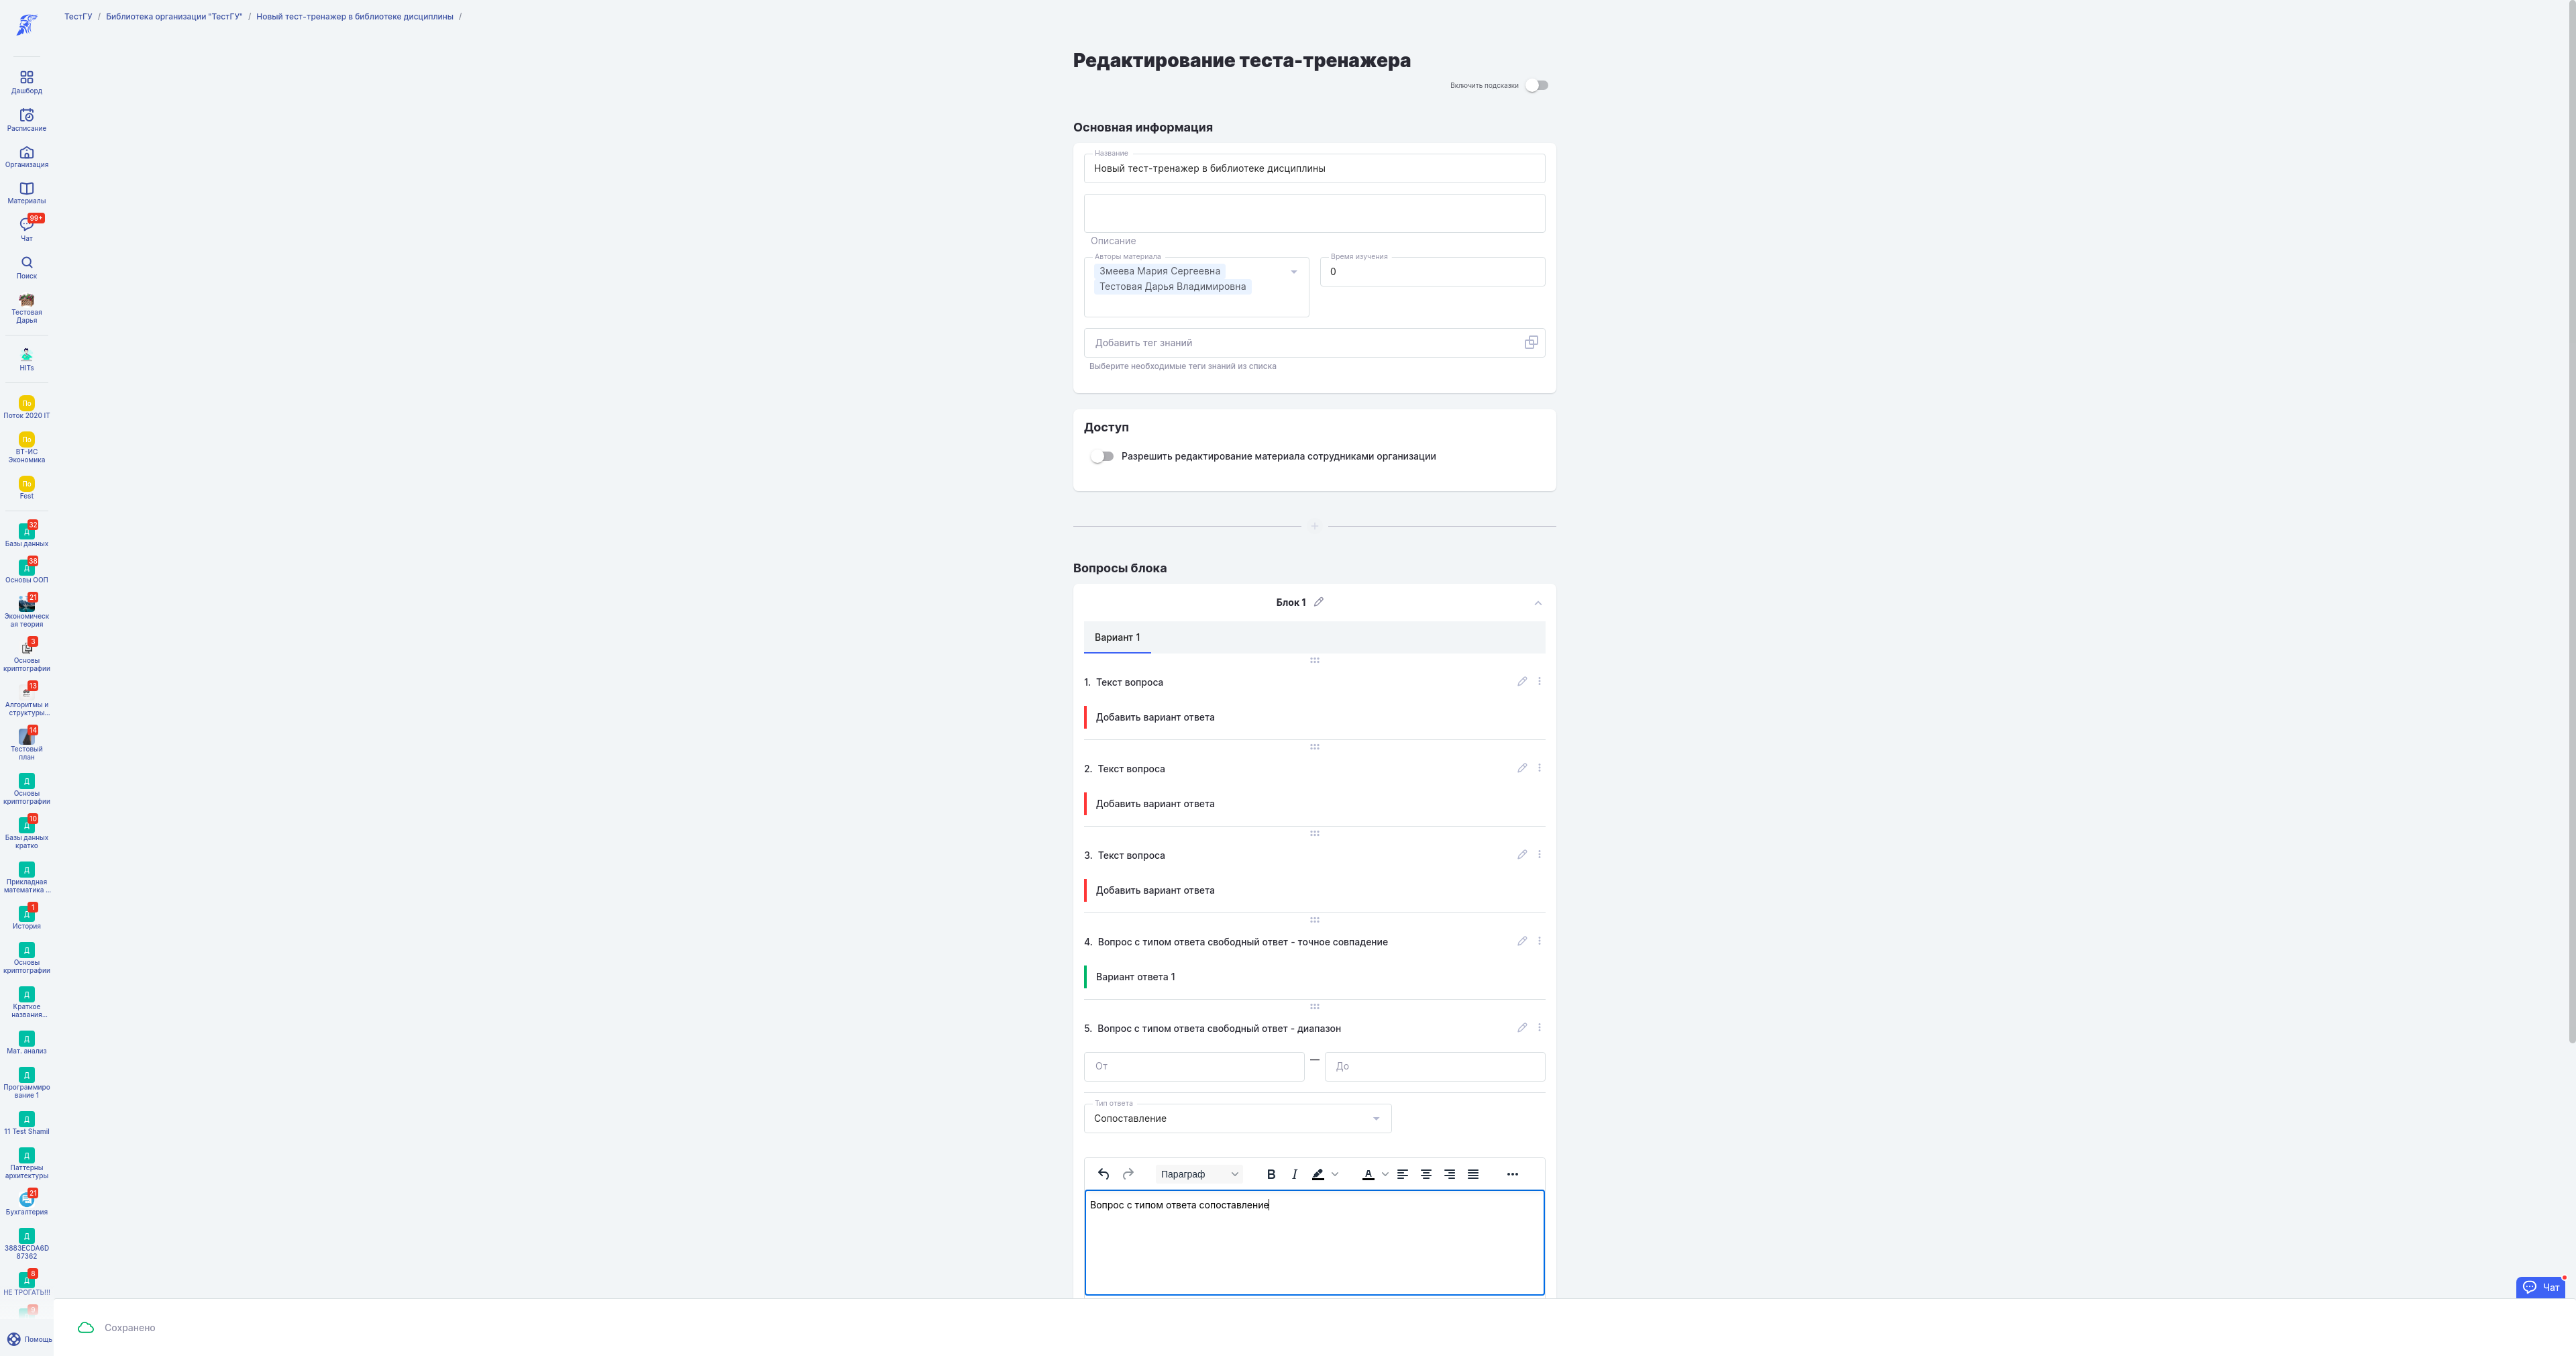 ТестГУ / Библиотека организации "ТестГУ" / Новый тест-тренажер в библиотеке дисциплины /
Дашборд
Расписание
Организация
Материалы
99+
Чат
Поиск
Тестовая
Дарья
HITs
По
Поток 2020 IT
По
ВТ-ИС
Экономика
По
Fest
32
Д
Базы данных
38
Д
Основы ООП
21
Экономическ
ая теория
3
Основы
криптографии
13
Алгоритмы и
структуры...
14
Тестовый
план
Д
Основы
криптографии
10
Д
Базы данных
кратко
Д
Прикладная
математика ...
1
Д
История
Д
Основы
криптографии
Д
Краткое
названия...
Д
Мат. анализ
Д
Программиро
вание 1
Д
11 Test Shamil
Д
Паттерны
архитектуры
21
Бухгалтерия
Д
3883ECDA6D
87362
8
Д
НЕ ТРОГАТЬ!!!
Помощь
Редактирование теста-тренажера
Включить подсказки
Основная информация
Название
Новый тест-тренажер в библиотеке дисциплины
Описание
Авторы материала
Змеева Мария Сергеевна
Тестовая Дарья Владимировна
Время изучения
0
Добавить тег знаний
Выберите необходимые теги знаний из списка
Доступ
Разрешить редактирование материала сотрудниками организации
Вопросы блока
Блок 1
Вариант 1
1. Текст вопроса
Добавить вариант ответа
2. Текст вопроса
Добавить вариант ответа
3. Текст вопроса
Добавить вариант ответа
4. Вопрос с типом ответа свободный ответ - точное совпадение
Вариант ответа 1
5. Вопрос с типом ответа свободный ответ - диапазон
От — До
Тип ответа
Сопоставление
Параграф
Вопрос с типом ответа сопоставление
Чат
Сохранено